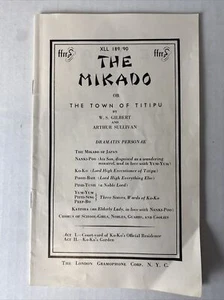 ffrr XLL 189/90 ffrr
THE
MIKADO
OR
THE TOWN OF TITIPU
BY
W. S. GILBERT
AND
ARTHUR SULLIVAN
DRAMATIS PERSONAE
THE MIKADO OF JAPAN
NANKI-POO (his Son, disguised as a wandering
minstrel, and in love with YUM-YUM)
KO-KO (Lord High Executioner of Titipu)
POOH-BAH (Lord High Everything Else)
PISH-TUSH (a Noble Lord)
YUM-YUM
PITTI-SING
PEEP-BO
Three Sisters, Wards of KO-KO
KATISHA (an Elderly Lady, in love with NANKI-POO)
CHORUS OF SCHOOL-GIRLS, NOBLES, GUARDS, AND COOLIES
ACT I.—Courtyard of Ko-Ko's Official Residence
ACT II.—Ko-Ko's Garden
THE LONDON GRAMOPHONE CORP. N. Y. C.